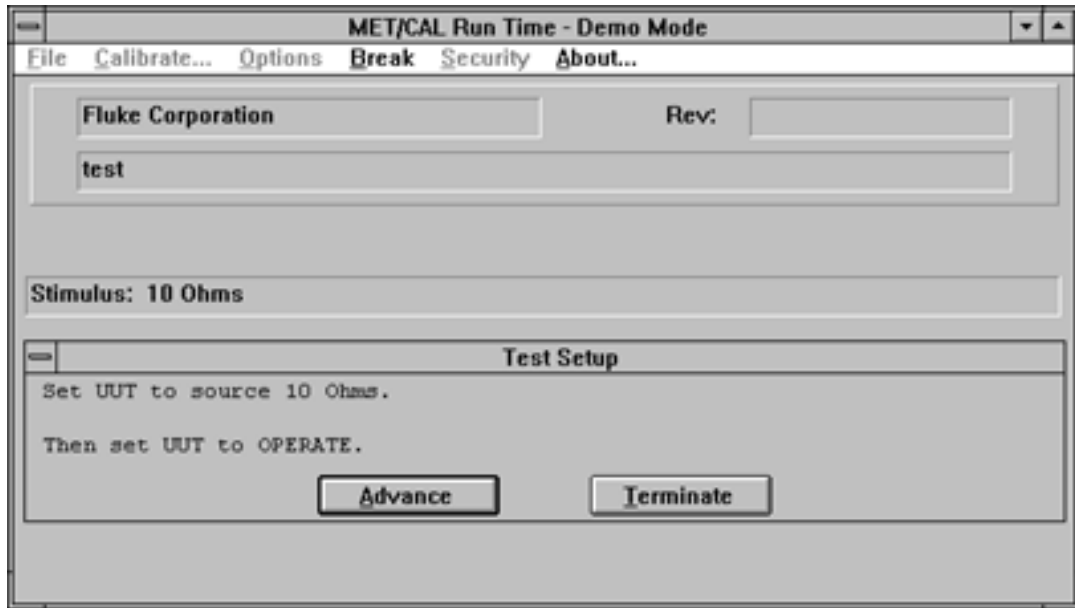 MET/CAL Run Time - Demo Mode
File Calibrate... Options Break Security About...
Fluke Corporation Rev:
test
Stimulus: 10 Ohms
Test Setup
Set UUT to source 10 Ohms.
Then set UUT to OPERATE.
Advance Terminate